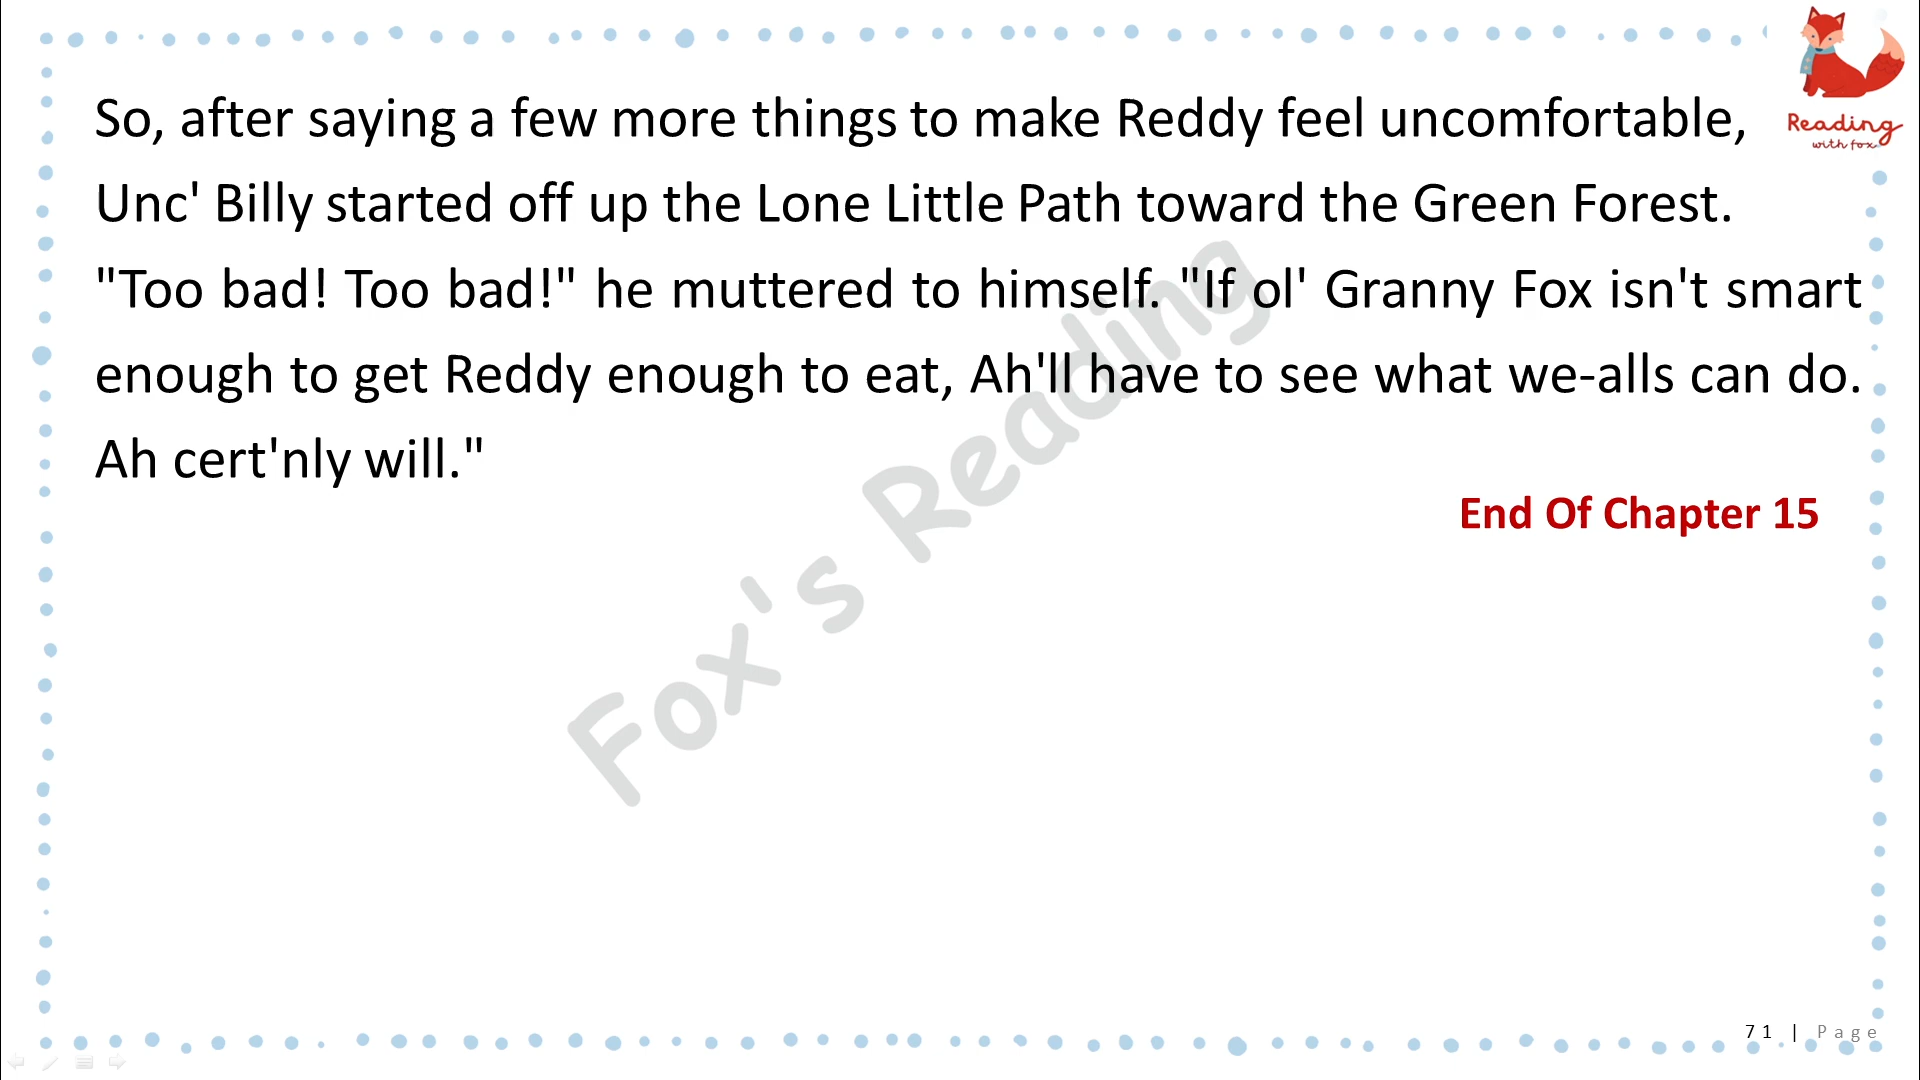 So, after saying a few more things to make Reddy feel uncomfortable,
Unc' Billy started off up the Lone Little Path toward the Green Forest.
"Too bad! Too bad!" he muttered to himself. "If ol' Granny Fox isn't smart
enough to get Reddy enough to eat, Ah'll have to see what we-alls can do.
Ah cert'nly will."
End Of Chapter 15
Reading
with fox
Fox's Reading
71 | Page